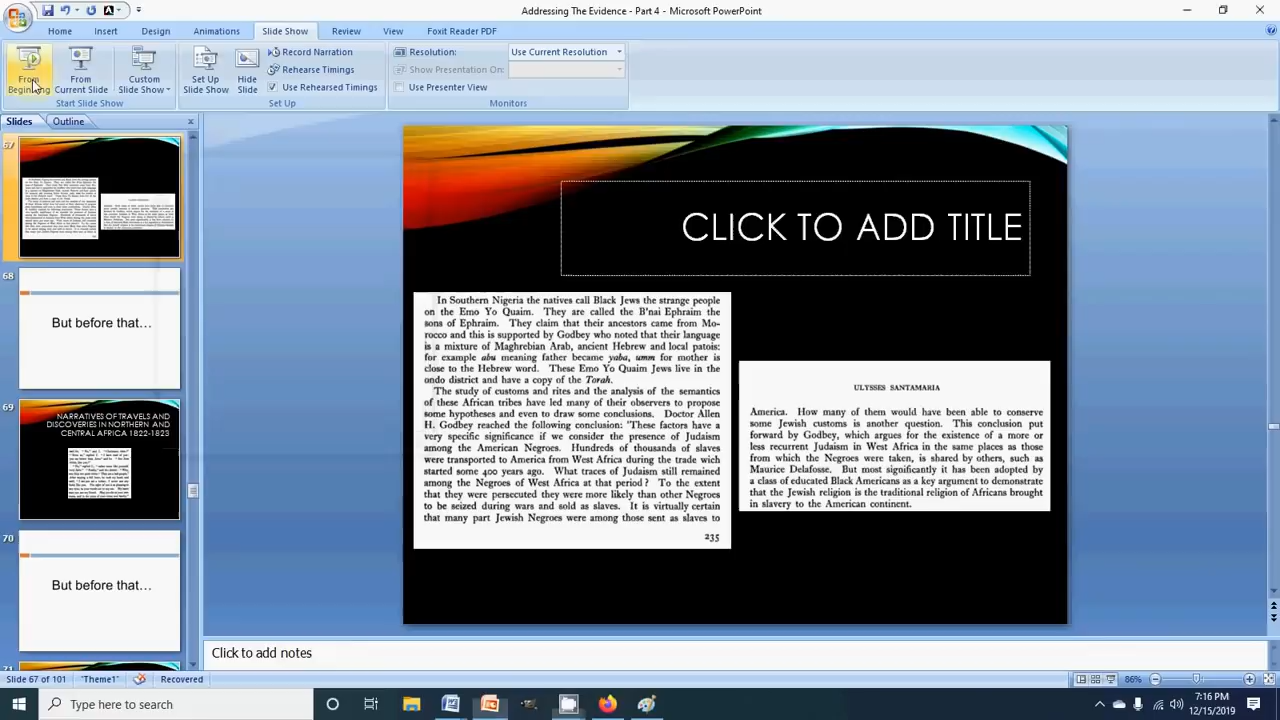 Addressing The Evidence - Part 4 - Microsoft PowerPoint
Home Insert Design Animations Slide Show Review View Foxit Reader PDF
From Beginning
From Current Slide
Custom Slide Show
Set Up Slide Show
Hide Slide
Record Narration
Rehearse Timings
Use Rehearsed Timings
Resolution: Use Current Resolution
Show Presentation On:
Use Presenter View
Start Slide Show Set Up Monitors
Slides Outline
67
68
But before that...
69
NARRATIVES OF TRAVELS AND
DISCOVERIES IN NORTHERN AND
CENTRAL AFRICA 1822-1823
70
But before that...
71
CLICK TO ADD TITLE
In Southern Nigeria the natives call Black Jews the strange people
on the Emo Yo Quaim. They are called the B'nai Ephraim the
sons of Ephraim. They claim that their ancestors came from Mo-
rocco and this is supported by Godbey who noted that their language
is a mixture of Maghrebian Arab, ancient Hebrew and local patois:
for example abu meaning father became yaba, umm for mother is
close to the Hebrew word. These Emo Yo Quaim Jews live in the
ondo district and have a copy of the Torah.
The study of customs and rites and the analysis of the semantics
of these African tribes have led many of their observers to propose
some hypotheses and even to draw some conclusions. Doctor Allen
H. Godbey reached the following conclusion: 'These factors have a
very specific significance if we consider the presence of Judaism
among the American Negroes. Hundreds of thousands of slaves
were transported to America from West Africa during the trade wich
started some 400 years ago. What traces of Judaism still remained
among the Negroes of West Africa at that period? To the extent
that they were persecuted they were more likely than other Negroes
to be seized during wars and sold as slaves. It is virtually certain
that many part Jewish Negroes were among those sent as slaves to
235
ULYSSES SANTAMARIA
America. How many of them would have been able to conserve
some Jewish customs is another question. This conclusion put
forward by Godbey, which argues for the existence of a more or
less recurrent Judaism in West Africa in the same places as those
from which the Negroes were taken, is shared by others, such as
Maurice Delafosse. But most significantly it has been adopted by
a class of educated Black Americans as a key argument to demonstrate
that the Jewish religion is the traditional religion of Africans brought
in slavery to the American continent.
Click to add notes
Slide 67 of 101 "Theme1" Recovered 86%
Type here to search
7:16 PM
12/15/2019